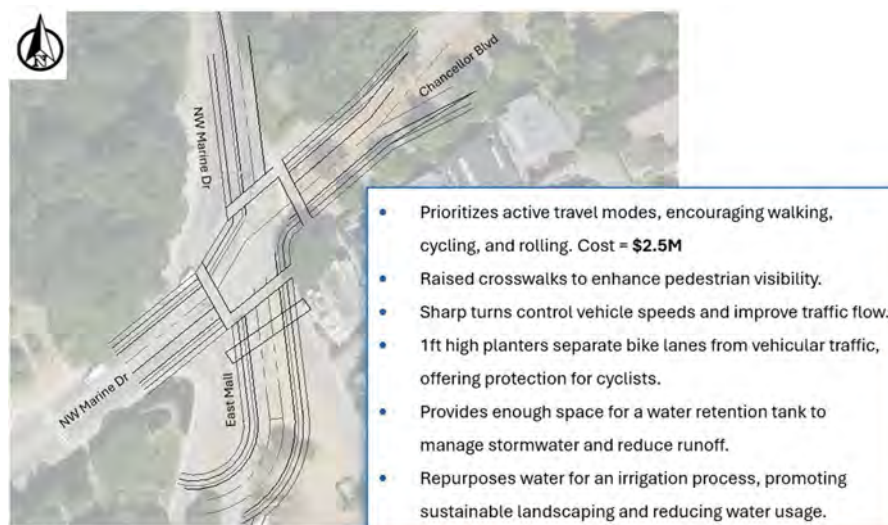 N
Chancellor Blvd
NW Marine Dr
NW Marine Dr
East Mall
• Prioritizes active travel modes, encouraging walking,
cycling, and rolling. Cost = $2.5M
• Raised crosswalks to enhance pedestrian visibility.
• Sharp turns control vehicle speeds and improve traffic flow.
• 1ft high planters separate bike lanes from vehicular traffic,
offering protection for cyclists.
• Provides enough space for a water retention tank to
manage stormwater and reduce runoff.
• Repurposes water for an irrigation process, promoting
sustainable landscaping and reducing water usage.